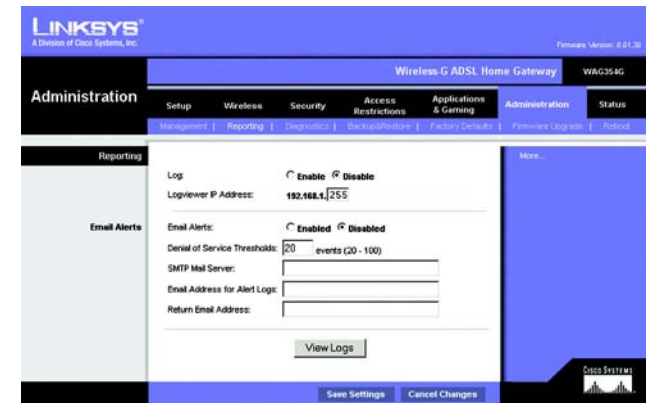 LINKSYS®
A Division of Cisco Systems, Inc.
Firmware Version: 0.01.30
Wireless-G ADSL Home Gateway WAG354G
Administration
Setup Wireless Security Access Restrictions Applications & Gaming Administration Status
Management | Reporting | Diagnostics | Backup&Restore | Factory Defaults | Firmware Upgrade | Reboot
Reporting
More...
Log: Enable Disable
Logviewer IP Address: 192.168.1. 255
Email Alerts
Email Alerts: Enabled Disabled
Denial of Service Thresholds: 20 events (20 - 100)
SMTP Mail Server:
Email Address for Alert Logs:
Return Email Address:
View Logs
Save Settings Cancel Changes
CISCO SYSTEMS